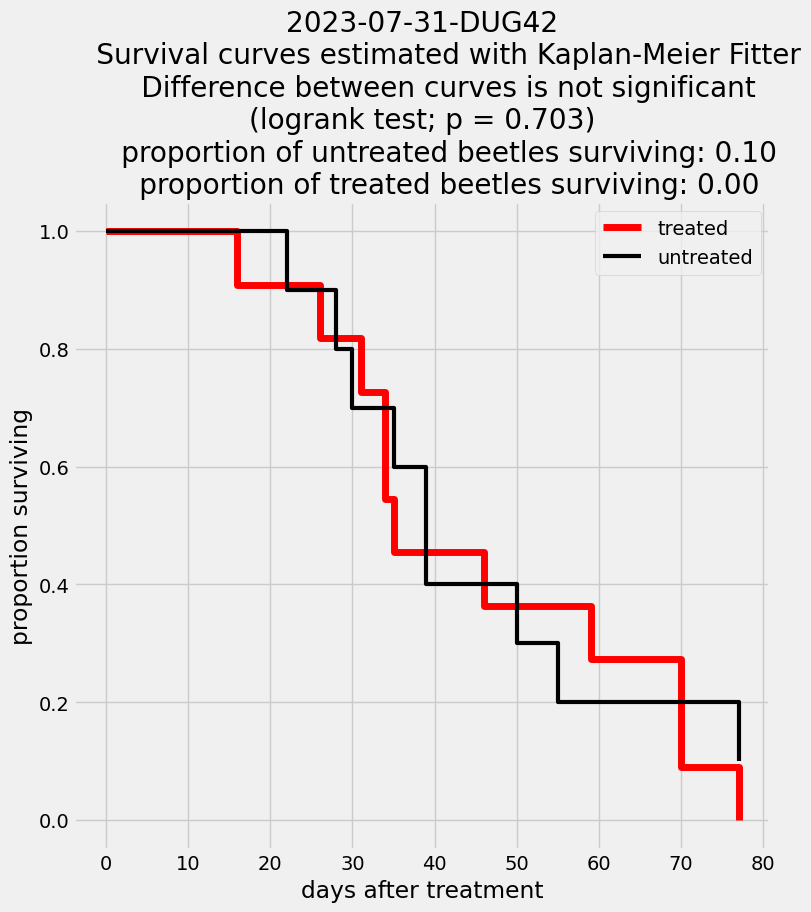 2023-07-31-DUG42
Survival curves estimated with Kaplan-Meier Fitter
Difference between curves is not significant
(logrank test; p = 0.703)
proportion of untreated beetles surviving: 0.10
proportion of treated beetles surviving: 0.00
treated
untreated
1.0
0.8
0.6
0.4
0.2
0.0
proportion surviving
0 10 20 30 40 50 60 70 80
days after treatment